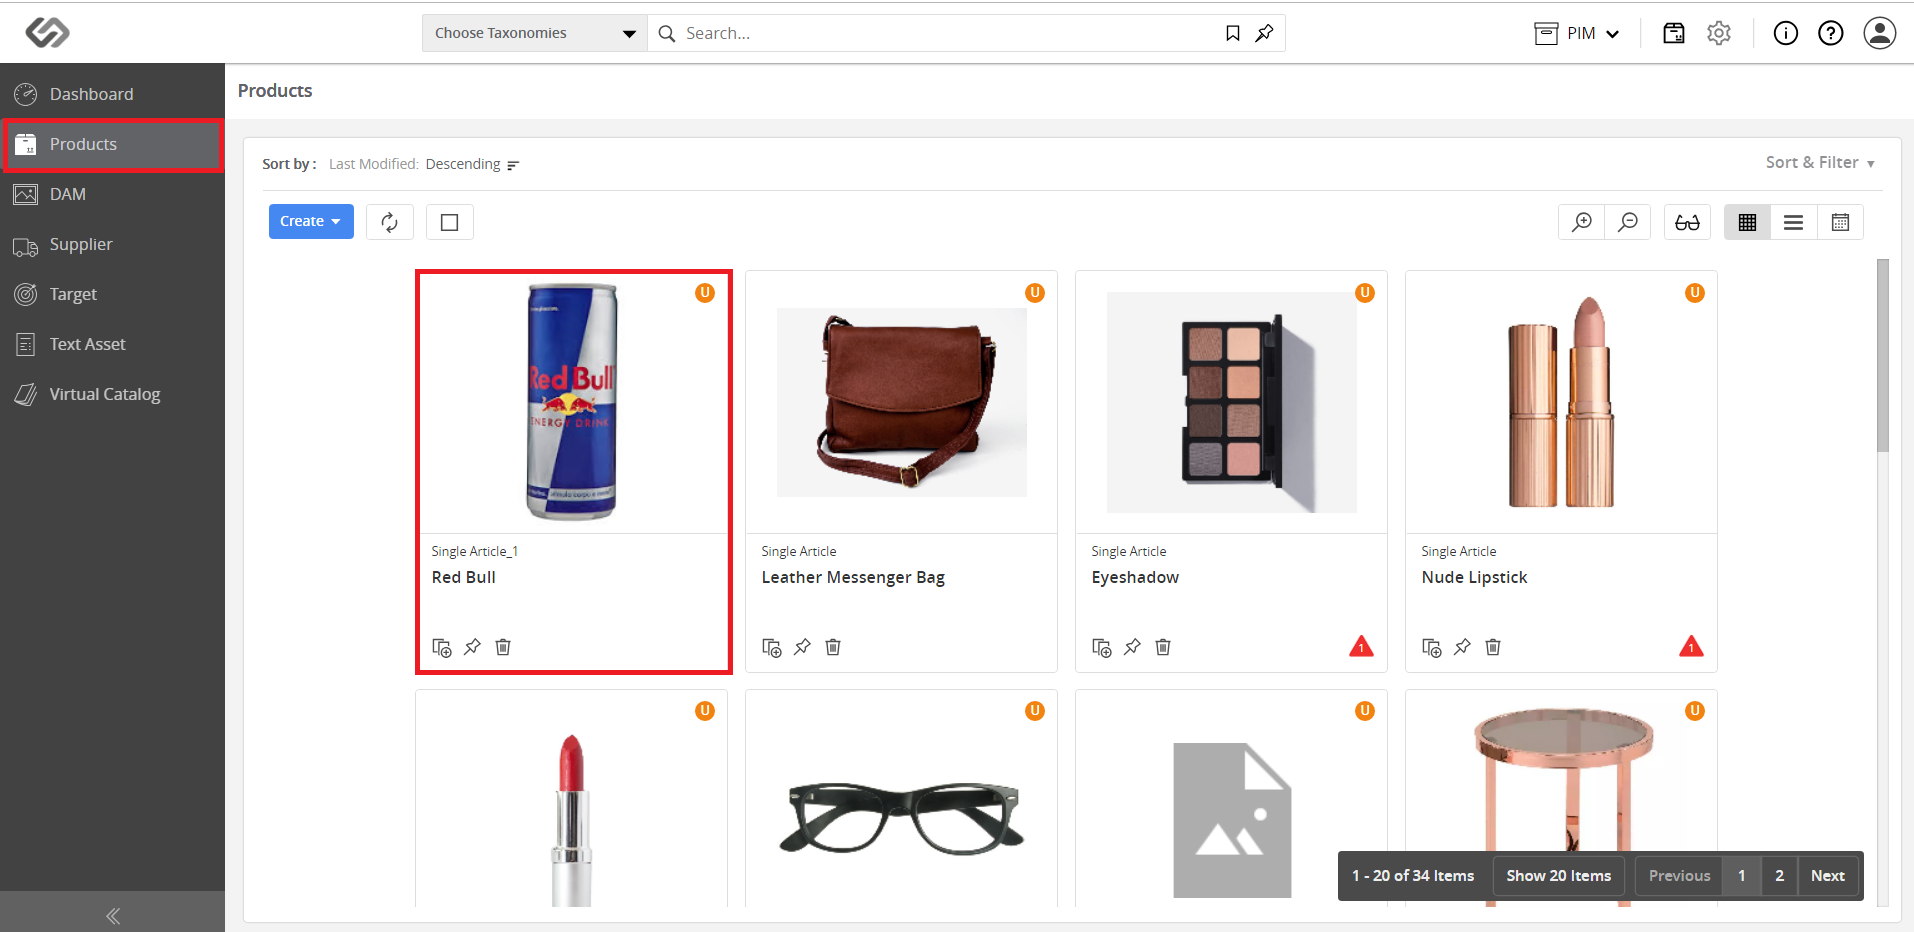 Choose Taxonomies
Search...
PIM
Dashboard
Products
DAM
Supplier
Target
Text Asset
Virtual Catalog
Products
Sort by : Last Modified: Descending
Sort & Filter
Create
U
U
U
U
Red Bull
ENERGY DRINK
Single Article_1
Red Bull
Single Article
Leather Messenger Bag
Single Article
Eyeshadow
1
Single Article
Nude Lipstick
1
U
U
U
U
1 - 20 of 34 Items
Show 20 Items
Previous
1
2
Next